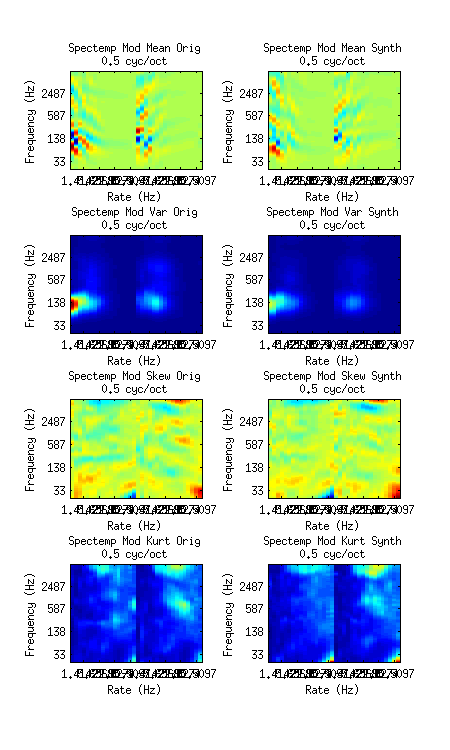 Spectemp Mod Mean Orig
0.5 cyc/oct
Spectemp Mod Mean Synth
0.5 cyc/oct
Frequency (Hz)
2487
587
138
33
Rate (Hz)
Frequency (Hz)
2487
587
138
33
Rate (Hz)
Spectemp Mod Var Orig
0.5 cyc/oct
Spectemp Mod Var Synth
0.5 cyc/oct
Frequency (Hz)
2487
587
138
33
Rate (Hz)
Frequency (Hz)
2487
587
138
33
Rate (Hz)
Spectemp Mod Skew Orig
0.5 cyc/oct
Spectemp Mod Skew Synth
0.5 cyc/oct
Frequency (Hz)
2487
587
138
33
Rate (Hz)
Frequency (Hz)
2487
587
138
33
Rate (Hz)
Spectemp Mod Kurt Orig
0.5 cyc/oct
Spectemp Mod Kurt Synth
0.5 cyc/oct
Frequency (Hz)
2487
587
138
33
Rate (Hz)
Frequency (Hz)
2487
587
138
33
Rate (Hz)